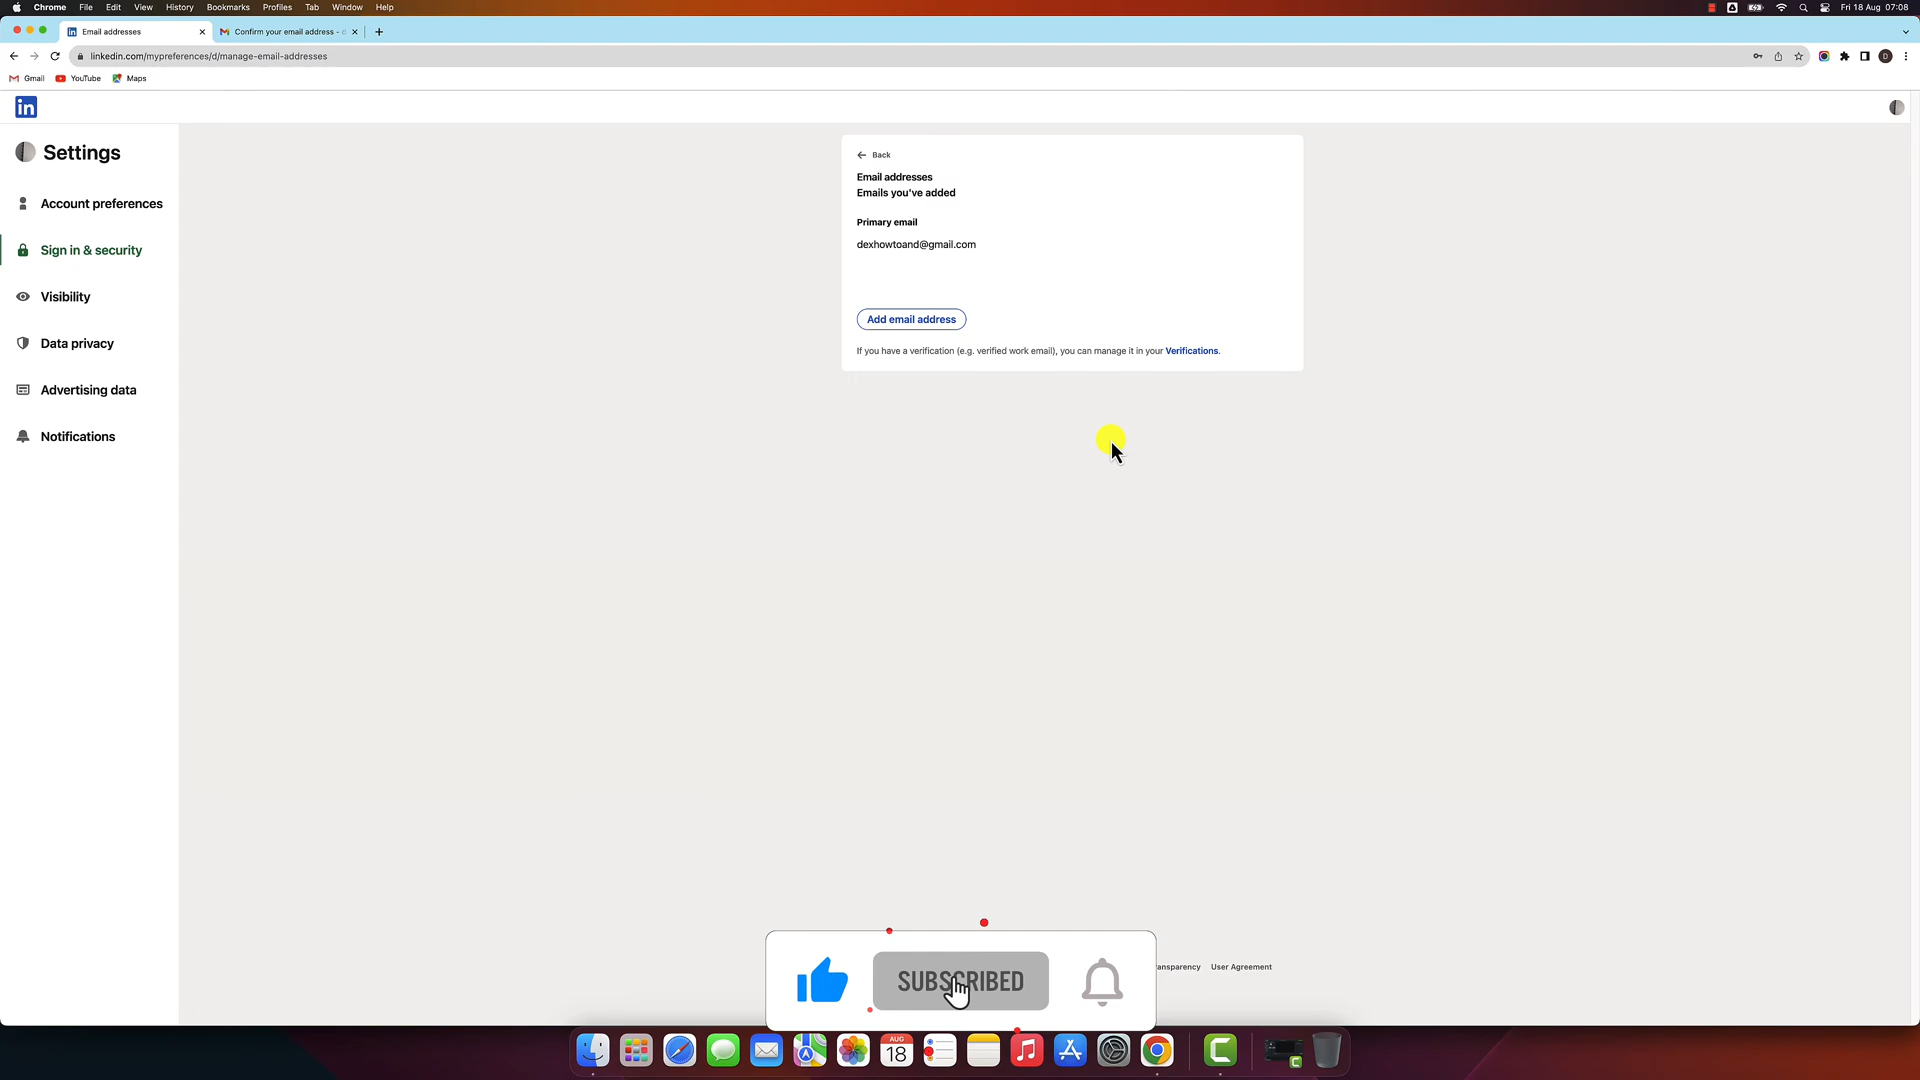 Chrome File Edit View History Bookmarks Profiles Tab Window Help
Fri 18 Aug 07:08
in Email addresses
Confirm your email address -
linkedin.com/mypreferences/d/manage-email-addresses
D
Gmail YouTube Maps
in
Settings
Account preferences
Sign in & security
Visibility
Data privacy
Advertising data
Notifications
Back
Email addresses
Emails you've added
Primary email
dexhowtoand@gmail.com
Add email address
If you have a verification (e.g. verified work email), you can manage it in your Verifications.
User Agreement
SUBSCRIBED
AUG
18